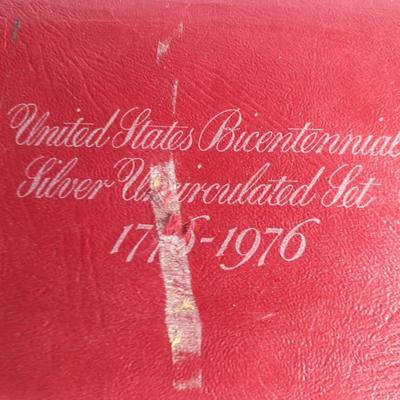 United States Bicentennial
Silver Uncirculated Set
1776-1976